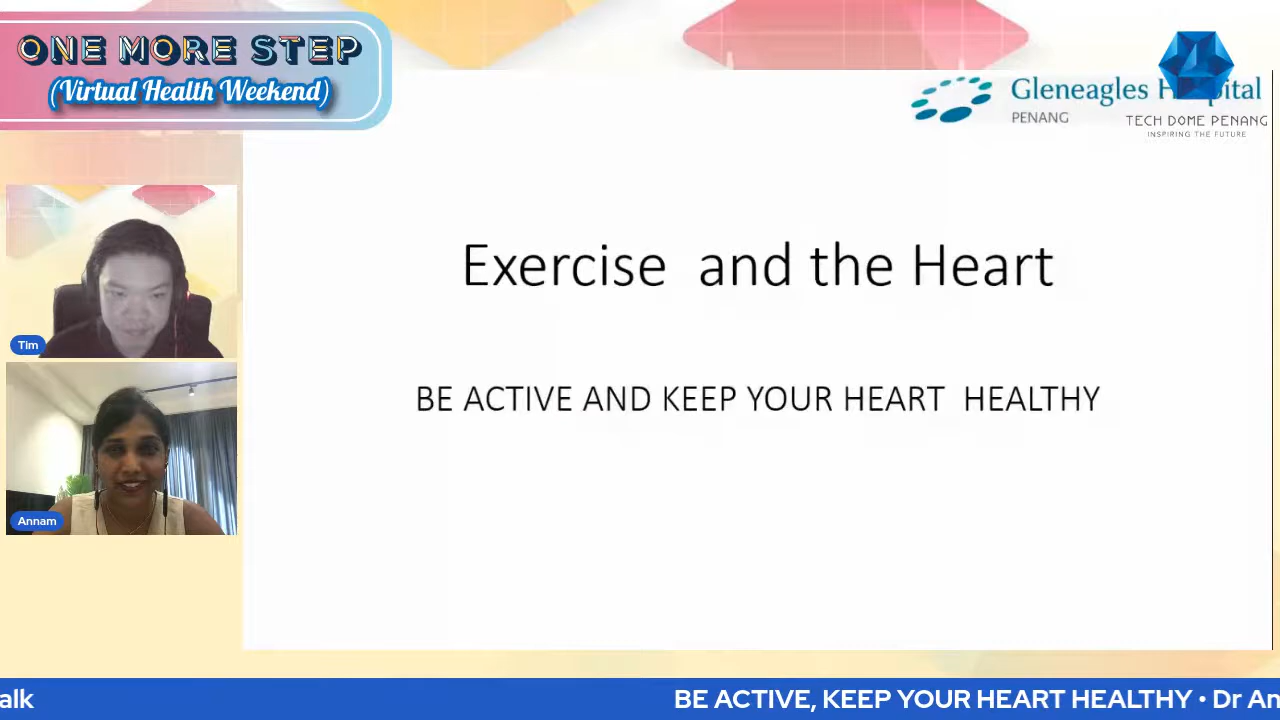 ONE MORE STEP
(Virtual Health Weekend)
Gleneagles H pital
PENANG
TECH DOME PENANG
INSPIRING THE FUTURE
Exercise and the Heart
BE ACTIVE AND KEEP YOUR HEART HEALTHY
Tim
Annam
alk
BE ACTIVE, KEEP YOUR HEART HEALTHY • Dr An